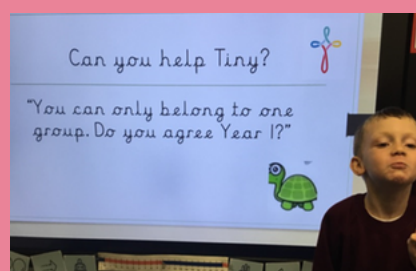 Can you help Tiny?
"You can only belong to one
group. Do you agree Year 1?"